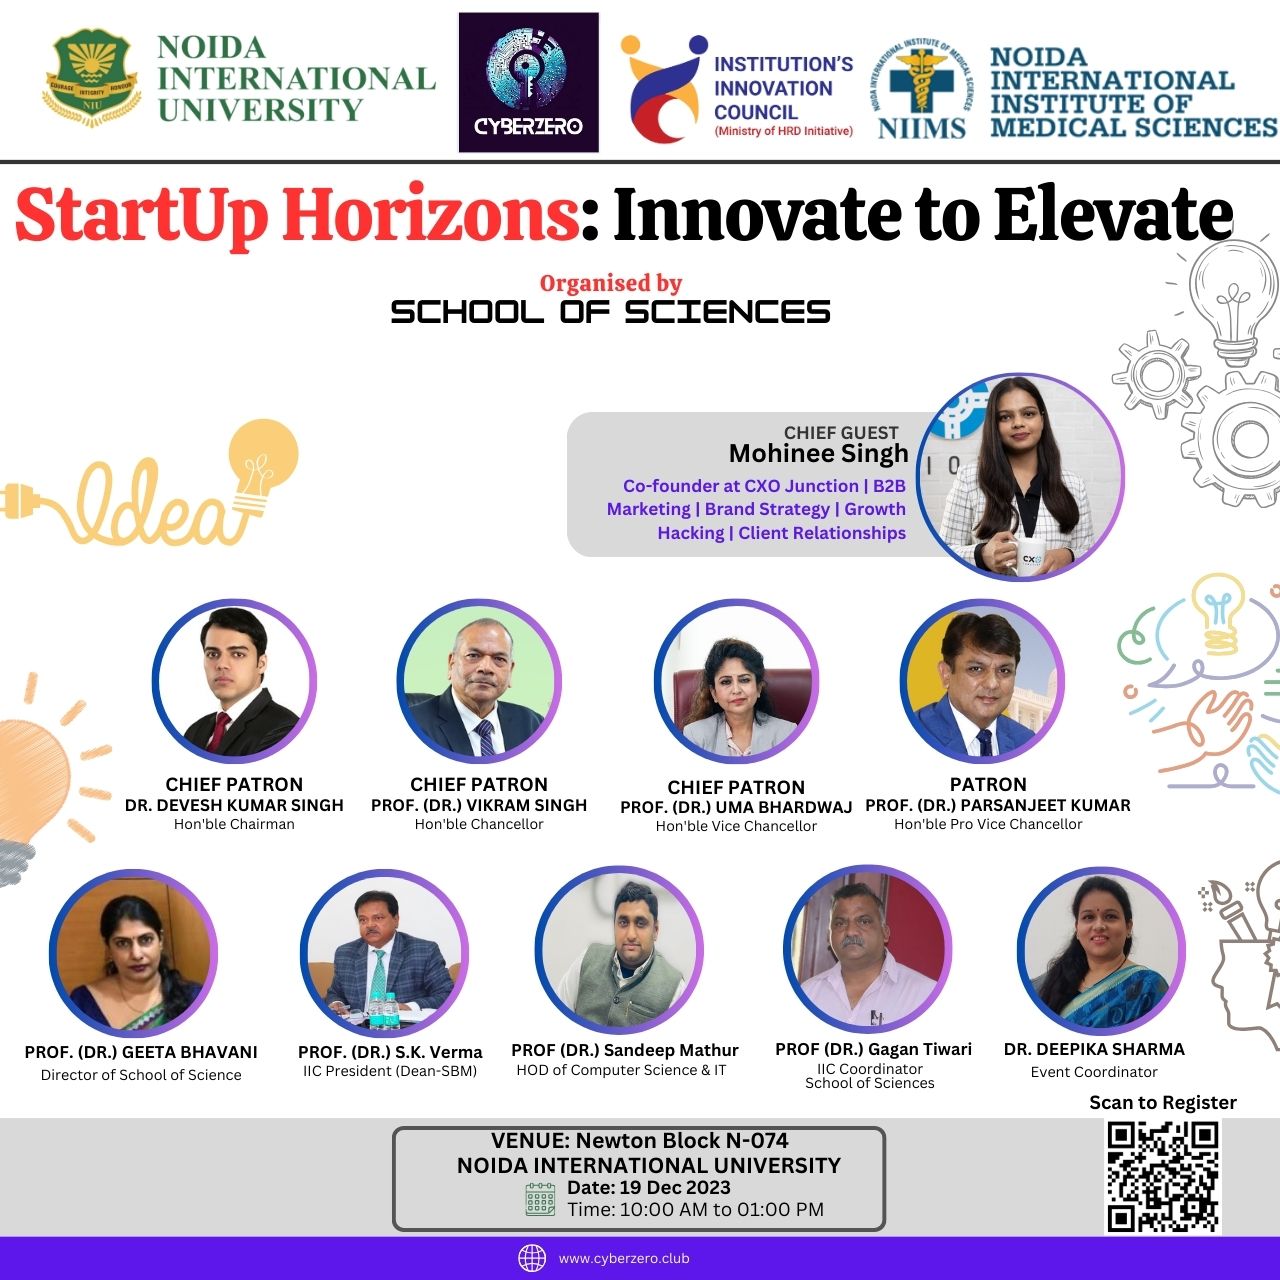 NOIDA
INTERNATIONAL
UNIVERSITY
COURAGE INTEGRITY HONOUR
NIU
CYBERZERO
INSTITUTION'S
INNOVATION
COUNCIL
(Ministry of HRD Initiative)
NOIDA INTERNATIONAL INSTITUTE OF MEDICAL SCIENCES
NIIMS
NOIDA
INTERNATIONAL
INSTITUTE OF
MEDICAL SCIENCES
StartUp Horizons: Innovate to Elevate
Organised by
SCHOOL OF SCIENCES
Idea
CHIEF GUEST
Mohinee Singh
Co-founder at CXO Junction | B2B
Marketing | Brand Strategy | Growth
Hacking | Client Relationships
CXO
CHIEF PATRON
DR. DEVESH KUMAR SINGH
Hon'ble Chairman
CHIEF PATRON
PROF. (DR.) VIKRAM SINGH
Hon'ble Chancellor
CHIEF PATRON
PROF. (DR.) UMA BHARDWAJ
Hon'ble Vice Chancellor
PATRON
PROF. (DR.) PARSANJEET KUMAR
Hon'ble Pro Vice Chancellor
PROF. (DR.) GEETA BHAVANI
Director of School of Science
PROF. (DR.) S.K. Verma
IIC President (Dean-SBM)
PROF (DR.) Sandeep Mathur
HOD of Computer Science & IT
PROF (DR.) Gagan Tiwari
IIC Coordinator
School of Sciences
DR. DEEPIKA SHARMA
Event Coordinator
Scan to Register
VENUE: Newton Block N-074
NOIDA INTERNATIONAL UNIVERSITY
Date: 19 Dec 2023
Time: 10:00 AM to 01:00 PM
www.cyberzero.club